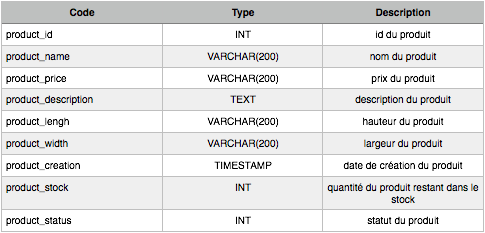 Code Type Description
product_id INT id du produit
product_name VARCHAR(200) nom du produit
product_price VARCHAR(200) prix du produit
product_description TEXT description du produit
product_lengh VARCHAR(200) hauteur du produit
product_width VARCHAR(200) largeur du produit
product_creation TIMESTAMP date de création du produit
product_stock INT quantité du produit restant dans le
stock
product_status INT statut du produit